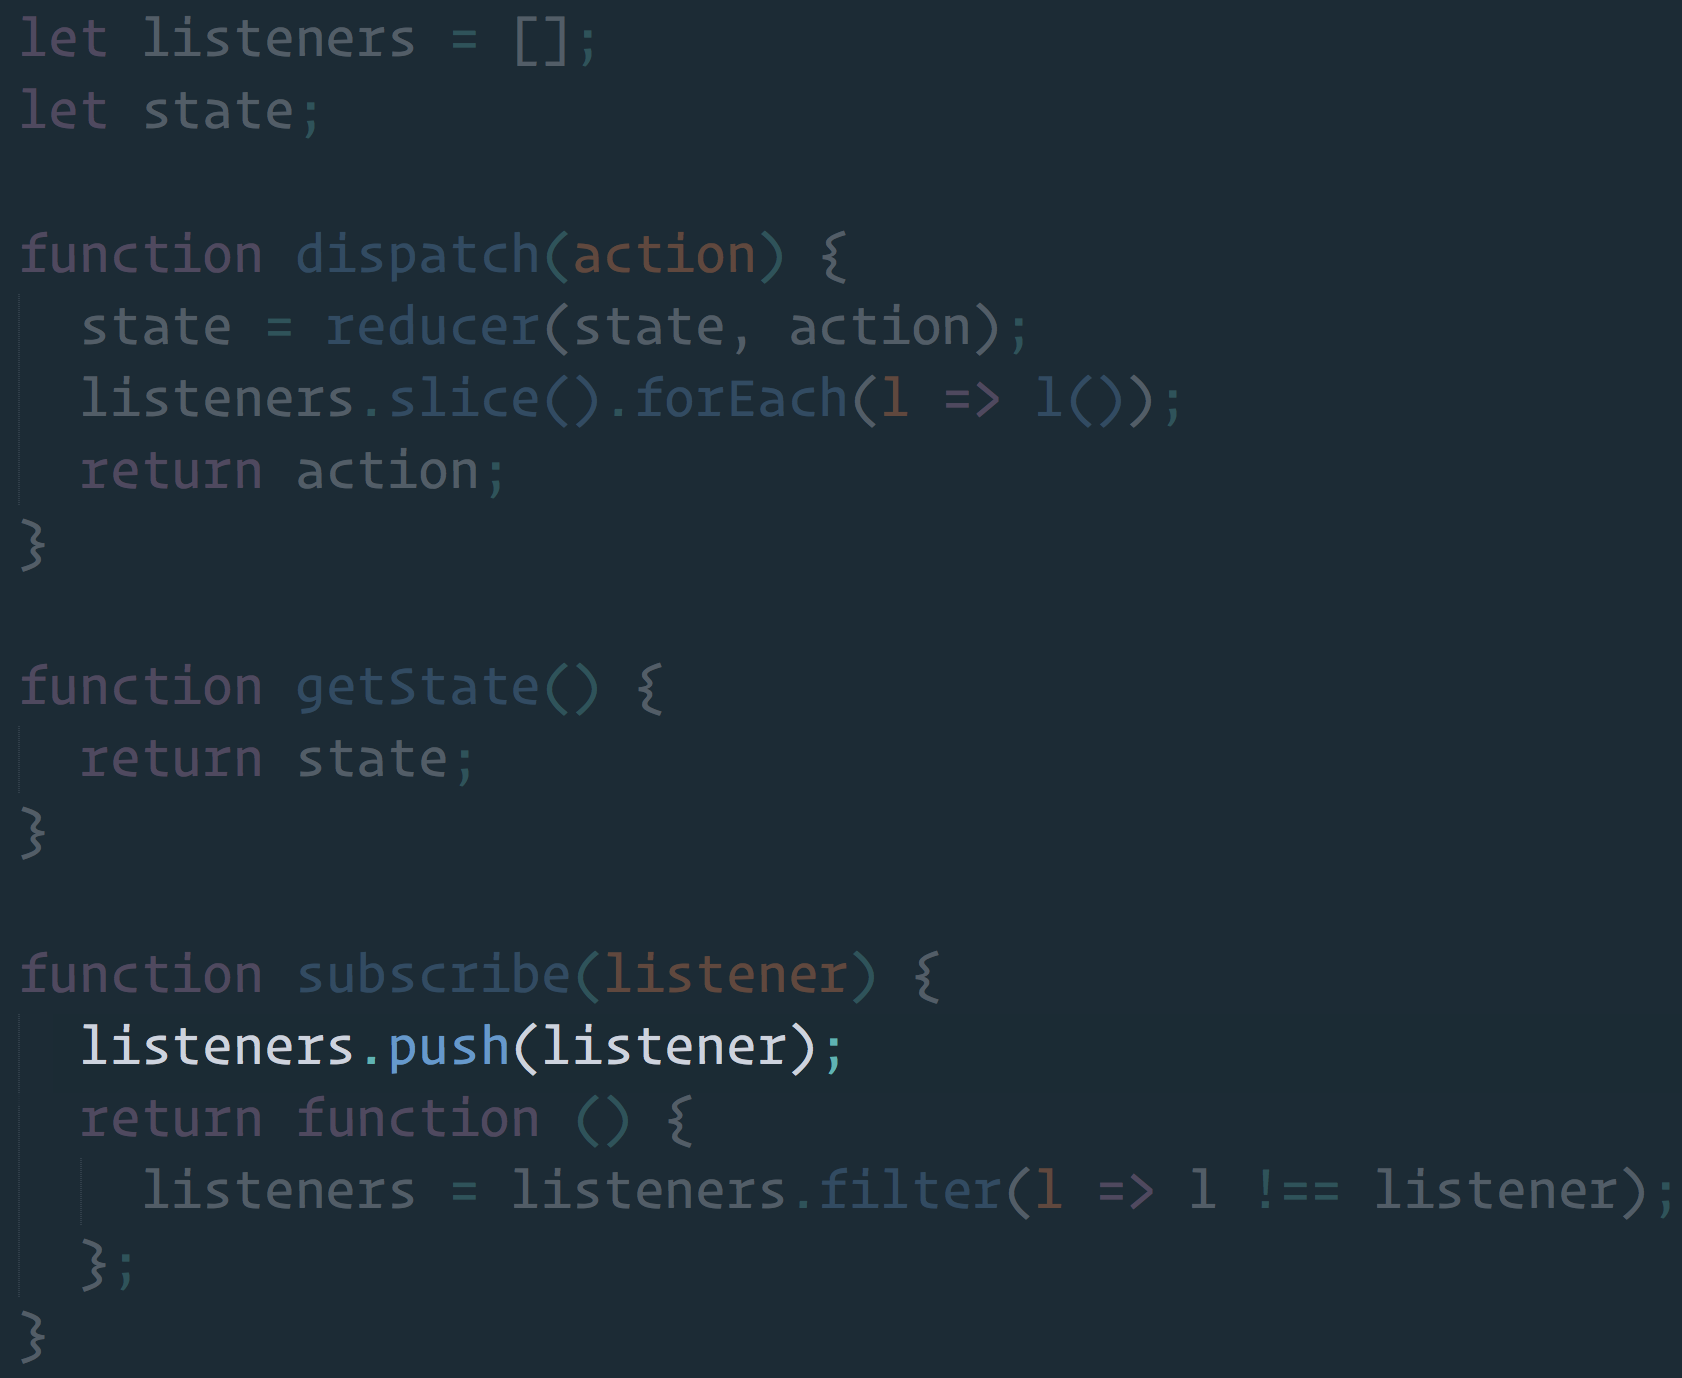 let listeners = [];
let state;
function dispatch(action) {
state = reducer(state, action);
listeners.slice().forEach(l => l());
return action;
}
function getState() {
return state;
}
function subscribe(listener) {
listeners.push(listener);
return function () {
listeners = listeners.filter(l => l !== listener);
};
}